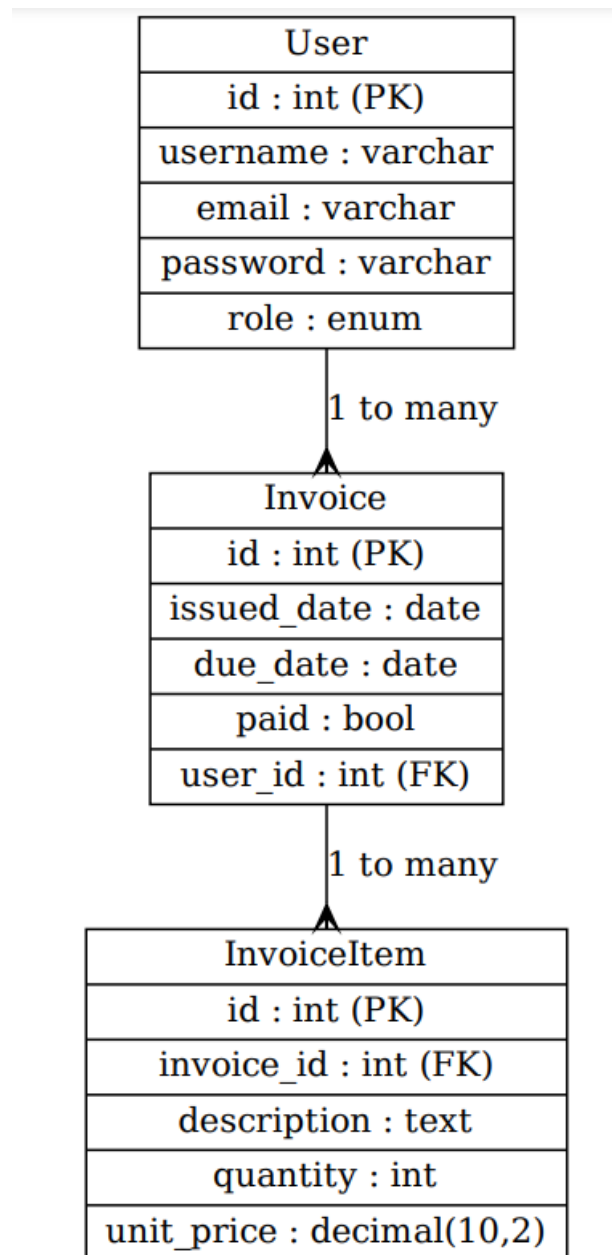 User
id : int (PK)
username : varchar
email : varchar
password : varchar
role : enum
1 to many
Invoice
id : int (PK)
issued_date : date
due_date : date
paid : bool
user_id : int (FK)
1 to many
InvoiceItem
id : int (PK)
invoice_id : int (FK)
description : text
quantity : int
unit_price : decimal(10,2)